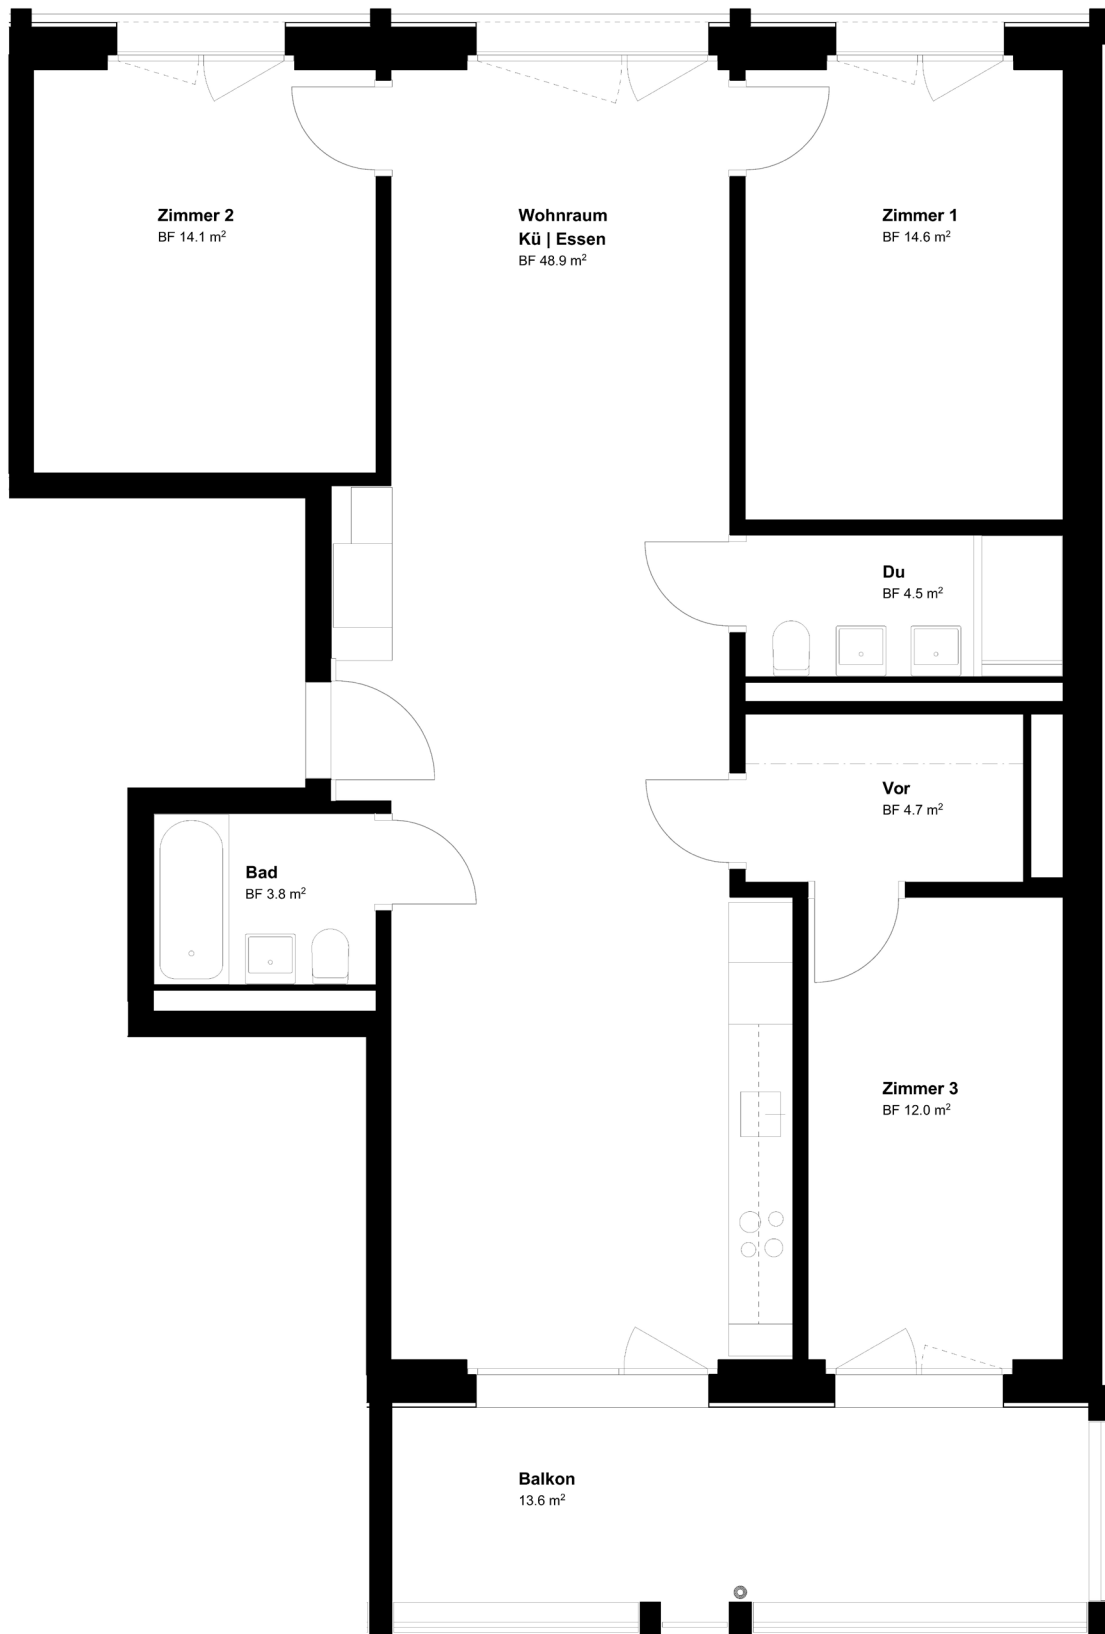 Zimmer 2
BF 14.1 m²
Wohnraum
Kü | Essen
BF 48.9 m²
Zimmer 1
BF 14.6 m²
Du
BF 4.5 m²
Vor
BF 4.7 m²
Bad
BF 3.8 m²
Zimmer 3
BF 12.0 m²
Balkon
13.6 m²